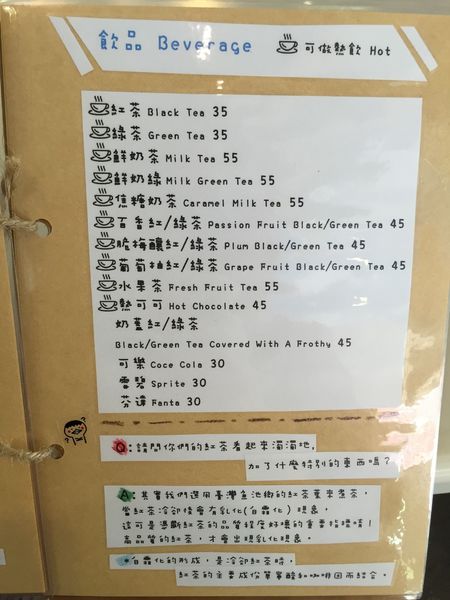 飲品 Beverage 可做熱飲 Hot
紅茶 Black Tea 35
綠茶 Green Tea 35
鮮奶茶 Milk Tea 55
鮮奶綠 Milk Green Tea 55
焦糖奶茶 Caramel Milk Tea 55
百香紅/綠茶 Passion Fruit Black/Green Tea 45
脆梅釀紅/綠茶 Plum Black/Green Tea 45
葡萄柚紅/綠茶 Grape Fruit Black/Green Tea 45
水果茶 Fresh Fruit Tea 55
熱可可 Hot Chocolate 45
奶蓋紅/綠茶
Black/Green Tea Covered With A Frothy 45
可樂 Coce Cola 30
雪碧 Sprite 30
芬達 Fanta 30
Q: 請問你們的紅茶看起來濁濁地,
加了什麼特別的東西嗎?
A: 其實我們選用臺灣魚池鄉的紅茶葉來煮茶,
當紅茶冷卻後會有乳化(白晶化)現象,
這可是憑斷紅茶的品質程度好壞的重要指標唷!
高品質的紅茶,才會出現乳化現象。
*白晶化的形成,是冷卻紅茶時,
紅茶的主要成份單寧酸和咖啡因而結合。